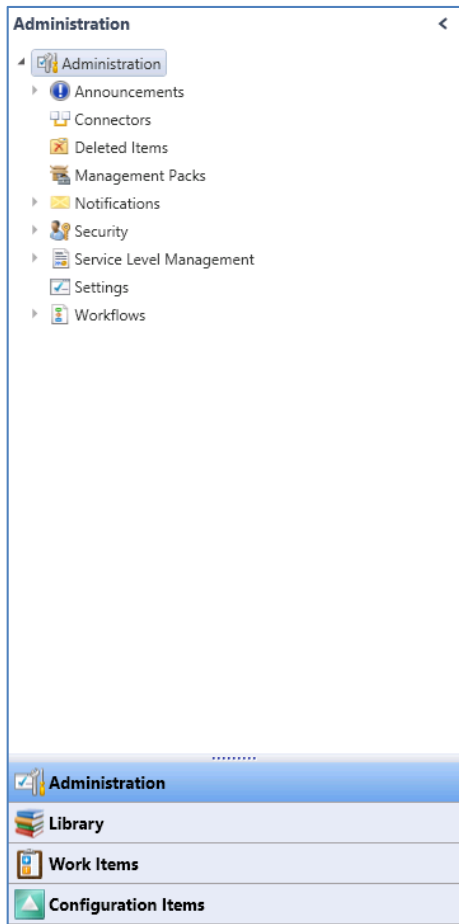 Administration
Administration
Announcements
Connectors
Deleted Items
Management Packs
Notifications
Security
Service Level Management
Settings
Workflows
Administration
Library
Work Items
Configuration Items